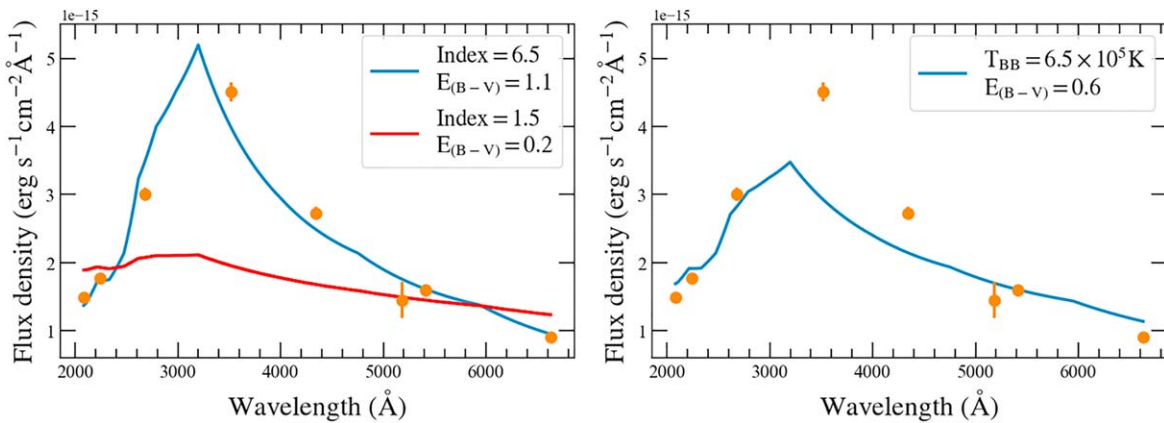 1e−15
Flux density (erg s⁻¹cm⁻²Å⁻¹)
5
4
3
2
1
Index = 6.5
E(B − V) = 1.1
Index = 1.5
E(B − V) = 0.2
2000 3000 4000 5000 6000
Wavelength (Å)
1e−15
Flux density (erg s⁻¹cm⁻²Å⁻¹)
5
4
3
2
1
T_BB = 6.5 × 10⁵K
E(B − V) = 0.6
2000 3000 4000 5000 6000
Wavelength (Å)